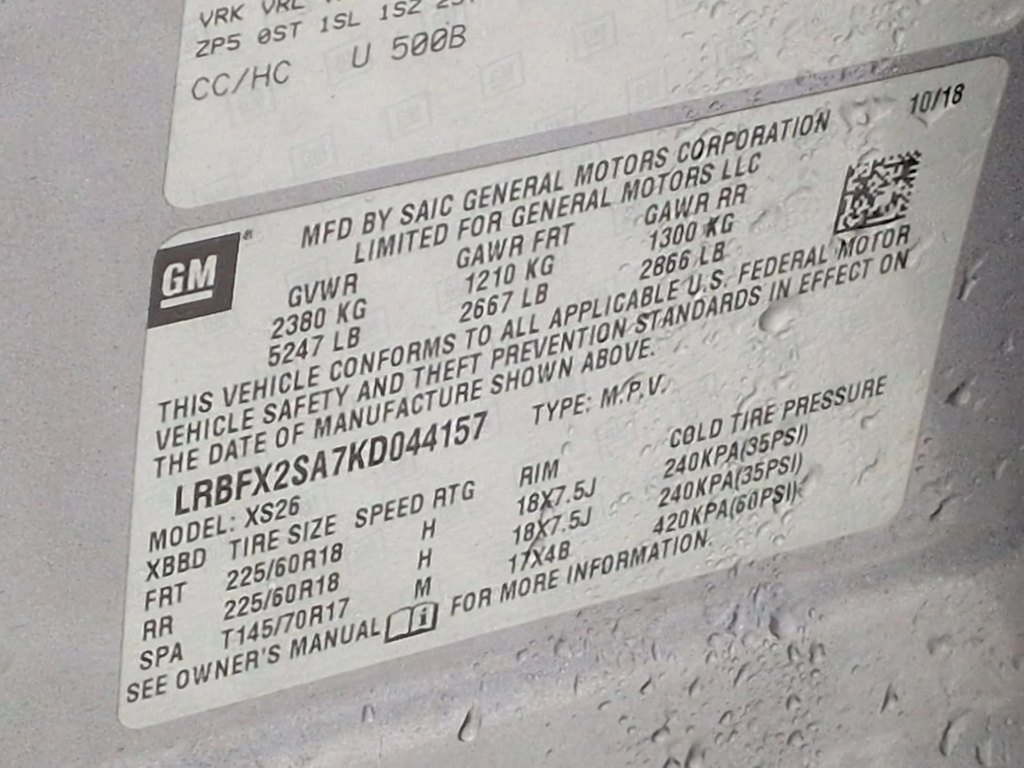 VRK VRL
ZP5 0ST 1SL 1SZ
CC/HC U 500B
10/18
GM ®
MFD BY SAIC GENERAL MOTORS CORPORATION
LIMITED FOR GENERAL MOTORS LLC
GVWR GAWR FRT GAWR RR
2380 KG 1210 KG 1300 KG
5247 LB 2667 LB 2866 LB
THIS VEHICLE CONFORMS TO ALL APPLICABLE U.S. FEDERAL MOTOR
VEHICLE SAFETY AND THEFT PREVENTION STANDARDS IN EFFECT ON
THE DATE OF MANUFACTURE SHOWN ABOVE.
LRBFX2SA7KD044157 TYPE: M.P.V.
MODEL: XS26
XBBD TIRE SIZE SPEED RTG RIM COLD TIRE PRESSURE
FRT 225/60R18 H 18X7.5J 240KPA(35PSI)
RR 225/60R18 H 18X7.5J 240KPA(35PSI)
SPA T145/70R17 M 17X4B 420KPA(60PSI)
SEE OWNER'S MANUAL i FOR MORE INFORMATION.